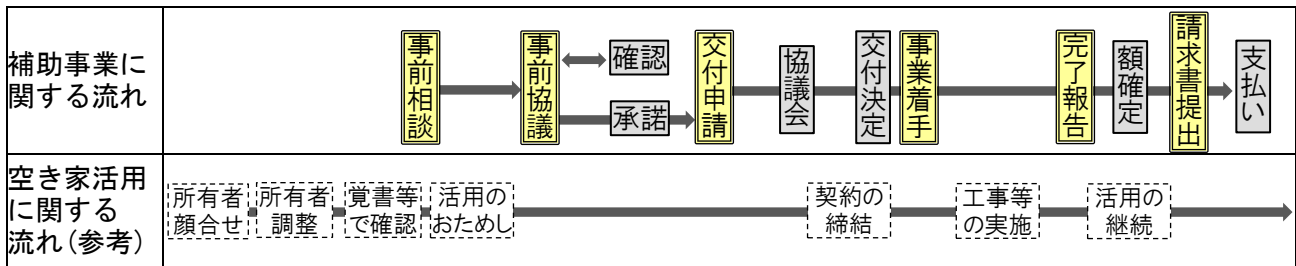 補助事業に
関する流れ
事前相談
事前協議
確認
承諾
交付申請
協議会
交付決定
事業着手
完了報告
額確定
請求書提出
支払い
空き家活用
に関する
流れ(参考)
所有者
顔合せ
所有者
調整
覚書等
で確認
活用の
おためし
契約の
締結
工事等
の実施
活用の
継続